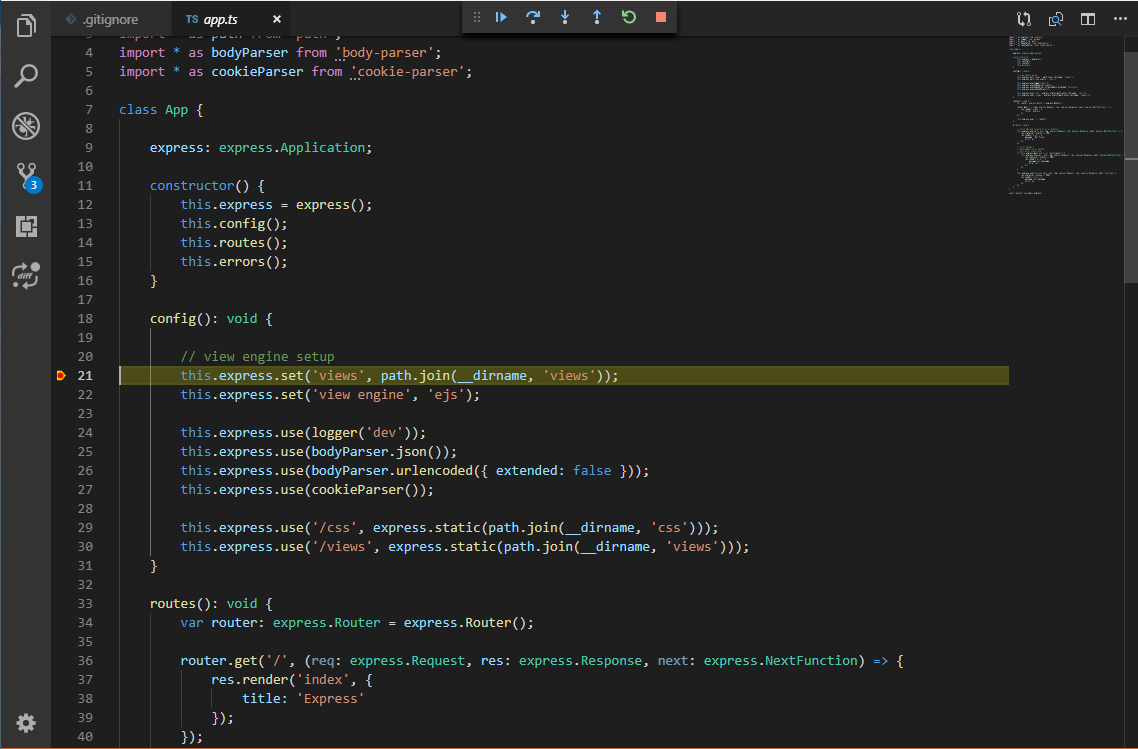 .gitignore
TS app.ts
import * as path from 'path';
4 import * as bodyParser from 'body-parser';
5 import * as cookieParser from 'cookie-parser';
6
7 class App {
8
9 express: express.Application;
10
11 constructor() {
12 this.express = express();
13 this.config();
14 this.routes();
15 this.errors();
16 }
17
18 config(): void {
19
20 // view engine setup
21 this.express.set('views', path.join(__dirname, 'views'));
22 this.express.set('view engine', 'ejs');
23
24 this.express.use(logger('dev'));
25 this.express.use(bodyParser.json());
26 this.express.use(bodyParser.urlencoded({ extended: false }));
27 this.express.use(cookieParser());
28
29 this.express.use('/css', express.static(path.join(__dirname, 'css')));
30 this.express.use('/views', express.static(path.join(__dirname, 'views')));
31 }
32
33 routes(): void {
34 var router: express.Router = express.Router();
35
36 router.get('/', (req: express.Request, res: express.Response, next: express.NextFunction) => {
37 res.render('index', {
38 title: 'Express'
39 });
40 });
3
diff